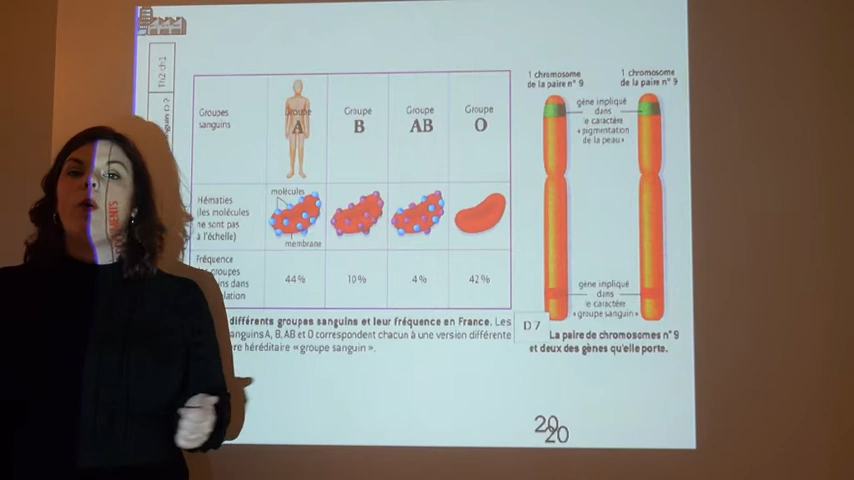 Th2 ch1
Groupes
sanguins
Groupe
A
Groupe
B
Groupe
AB
Groupe
O
Hématies
(les molécules
ne sont pas
à l'échelle)
molécules
membrane
Fréquence
groupes
dans
44%
10%
4%
42%
différents groupes sanguins et leur fréquence en France. Les
A, B, AB et O correspondent chacun à une version différente
héréditaire «groupe sanguin».
1 chromosome
de la paire n° 9
1 chromosome
de la paire n° 9
gène impliqué
dans
le caractère
« pigmentation
de la peau»
gène impliqué
dans
le caractère
«groupe sanguin»
D7
La paire de chromosomes n° 9
et deux des gènes qu'elle porte.
20
20